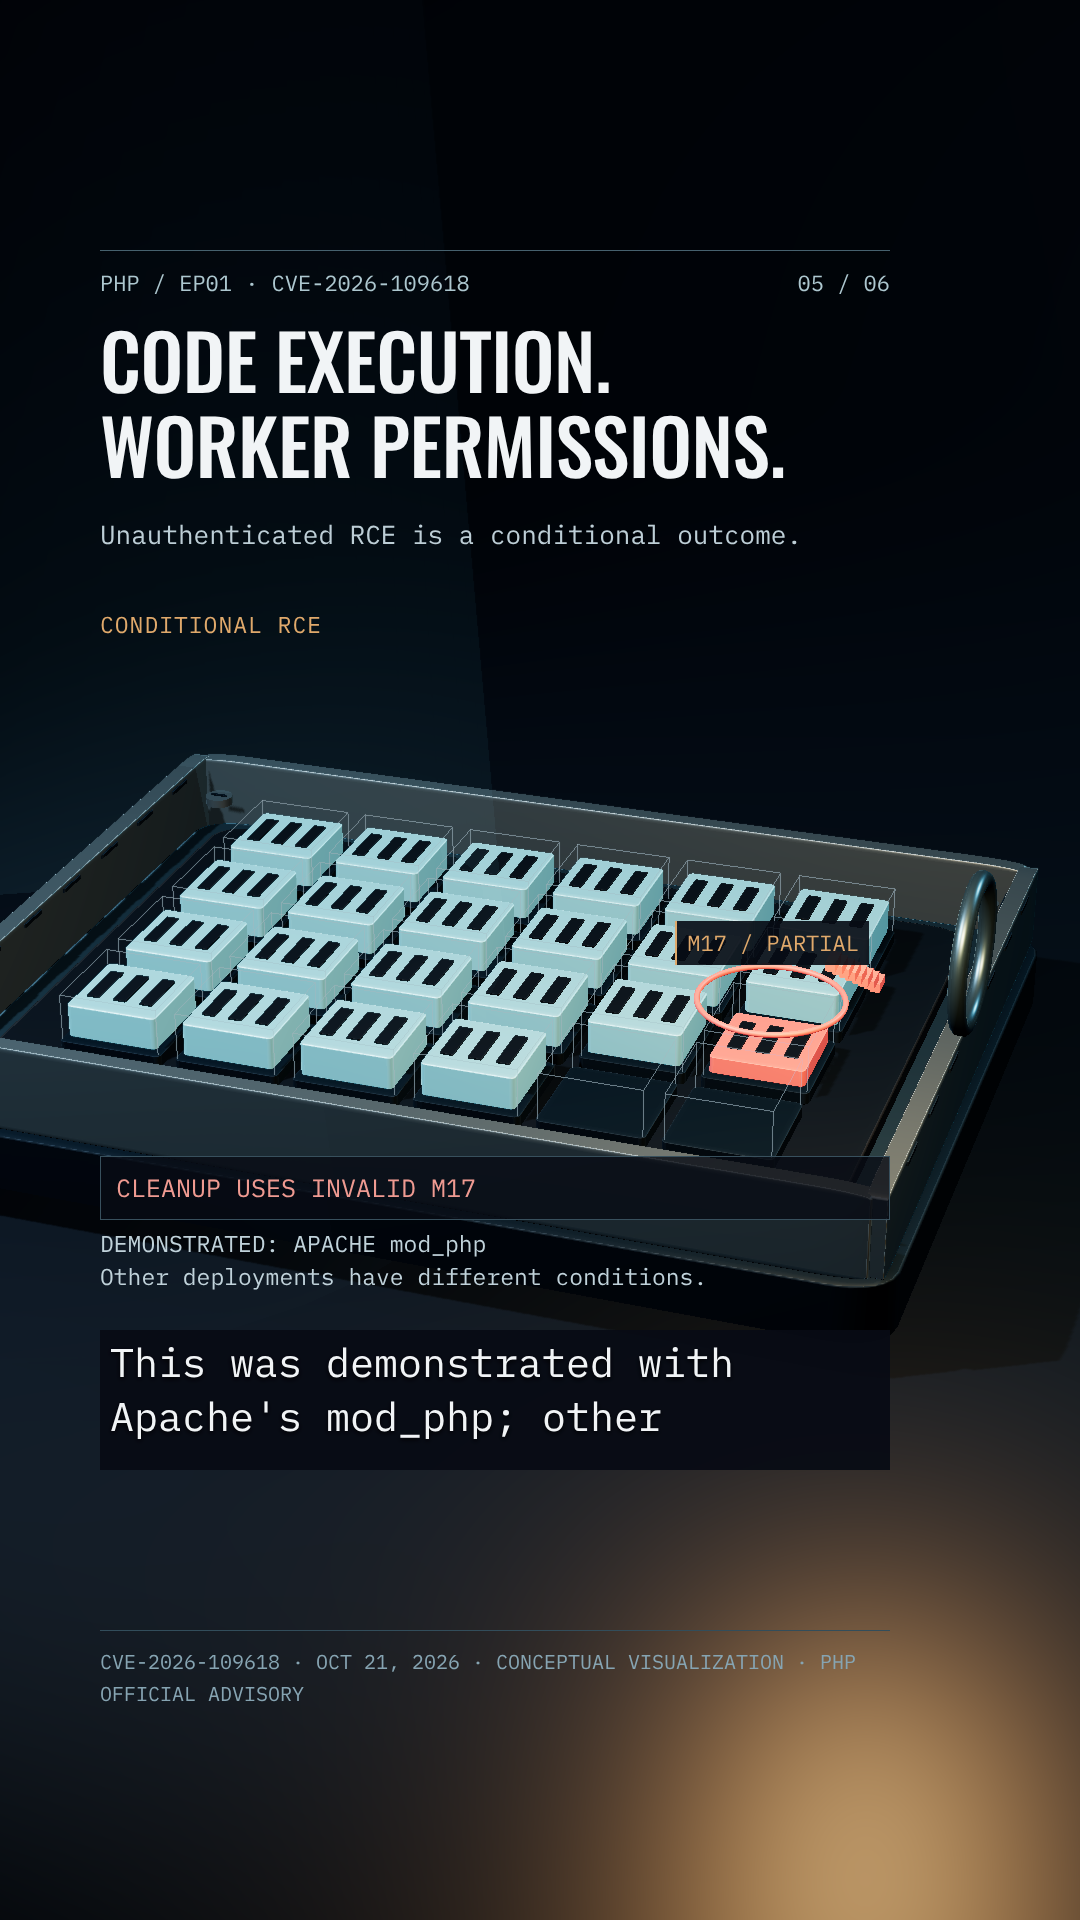 PHP / EP01 · CVE-2026-109618
05 / 06
CODE EXECUTION.
WORKER PERMISSIONS.
Unauthenticated RCE is a conditional outcome.
CONDITIONAL RCE
M17 / PARTIAL
CLEANUP USES INVALID M17
DEMONSTRATED: APACHE mod_php
Other deployments have different conditions.
This was demonstrated with
Apache's mod_php; other
CVE-2026-109618 · OCT 21, 2026 · CONCEPTUAL VISUALIZATION · PHP
OFFICIAL ADVISORY